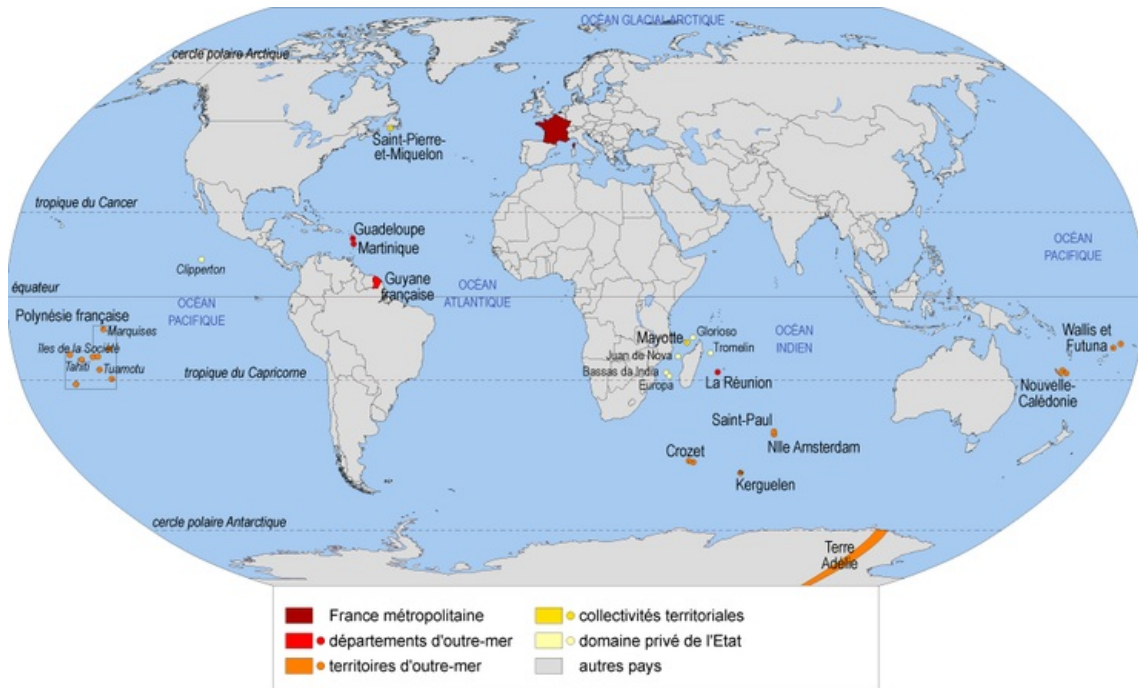 OCÉAN GLACIAL ARCTIQUE
cercle polaire Arctique
Saint-Pierre-
et-Miquelon
tropique du Cancer
Guadeloupe
Martinique
Clipperton
OCÉAN
PACIFIQUE
équateur
Guyane
française
OCÉAN
ATLANTIQUE
OCÉAN
PACIFIQUE
Polynésie française
Marquises
Iles de la Société
Tahiti
Tuamotu
Mayotte
Glorioso
Juan de Nova
Tromelin
Bassas da India
Europa
OCÉAN
INDIEN
Wallis et
Futuna
tropique du Capricorne
La Réunion
Nouvelle-
Calédonie
Saint-Paul
Nlle Amsterdam
Crozet
Kerguelen
cercle polaire Antarctique
Terre
Adélie
France métropolitaine
départements d'outre-mer
territoires d'outre-mer
collectivités territoriales
domaine privé de l'Etat
autres pays